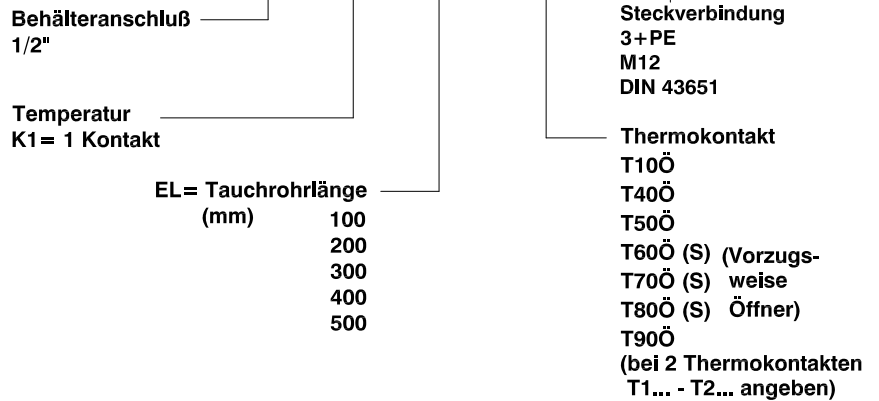 Behälteranschluß
1/2"
Temperatur
K1= 1 Kontakt
EL= Tauchrohrlänge
(mm) 100
200
300
400
500
Steckverbindung
3+PE
M12
DIN 43651
Thermokontakt
T10Ö
T40Ö
T50Ö
T60Ö (S) (Vorzugs-
T70Ö (S) weise
T80Ö (S) Öffner)
T90Ö
(bei 2 Thermokontakten
T1... - T2... angeben)